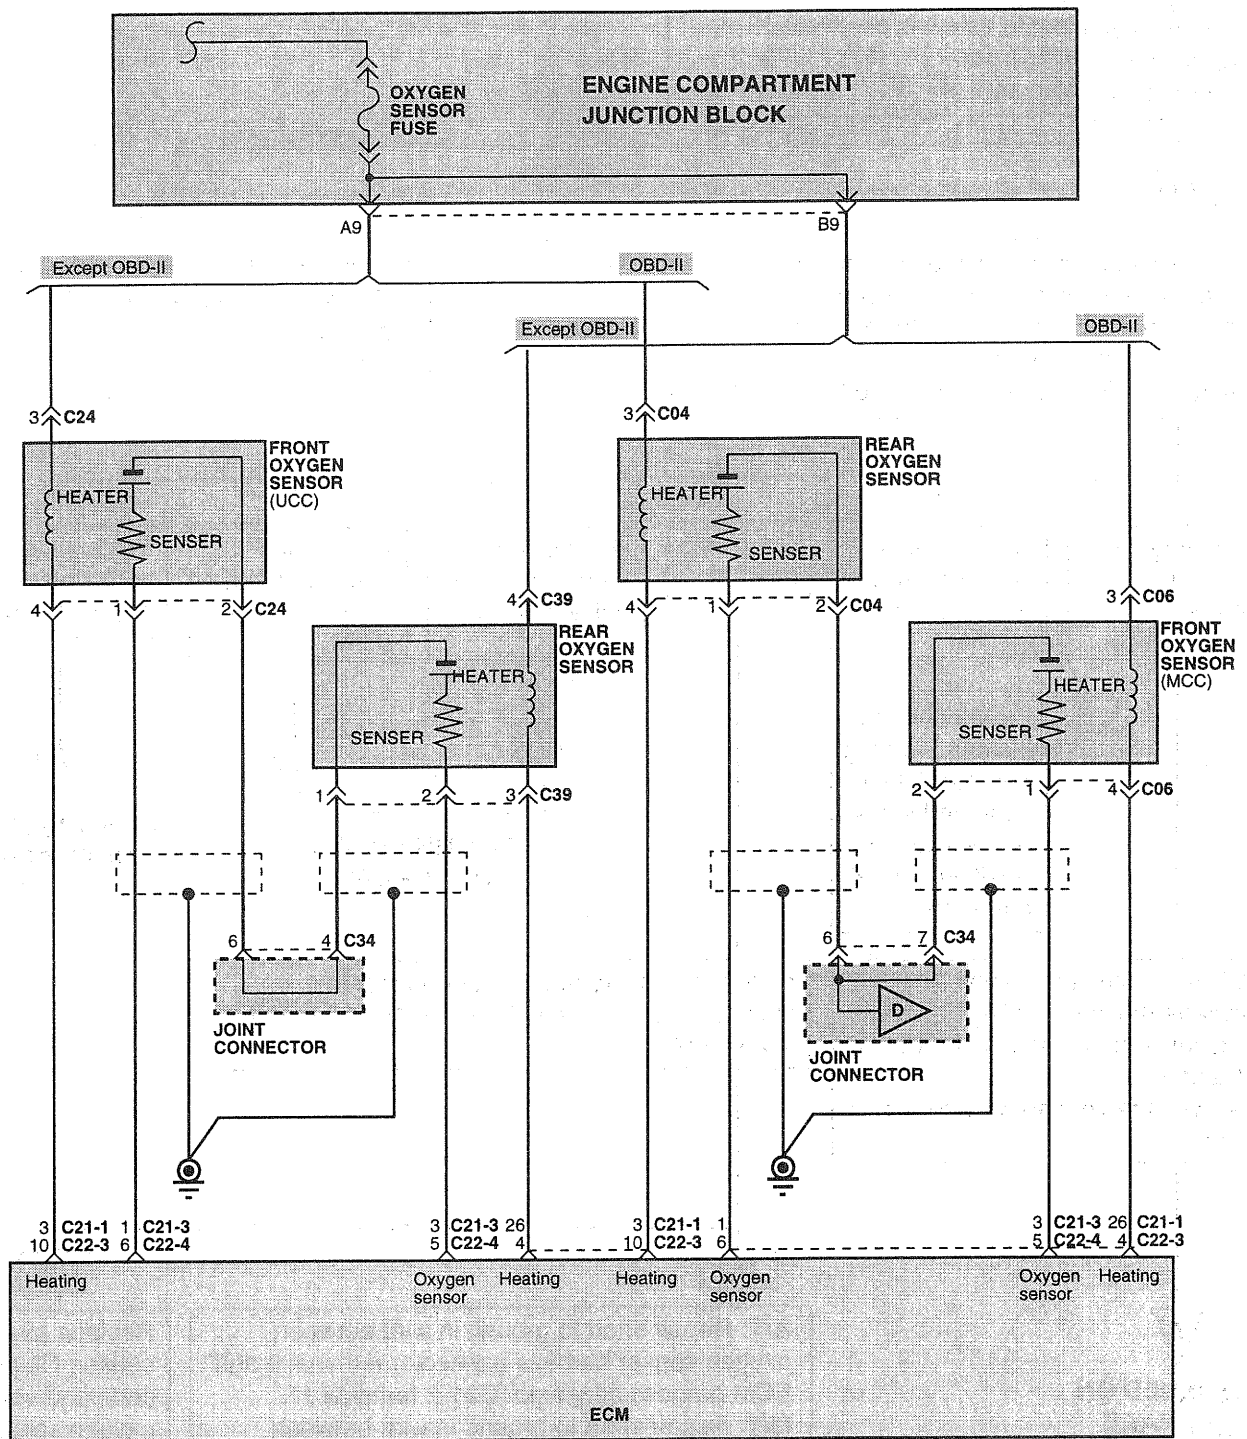 OXYGEN
SENSOR
FUSE
ENGINE COMPARTMENT
JUNCTION BLOCK
A9
B9
Except OBD-II
OBD-II
Except OBD-II
OBD-II
3 C24
3 C04
FRONT
OXYGEN
SENSOR
(UCC)
HEATER
SENSER
REAR
OXYGEN
SENSOR
HEATER
SENSER
4 1 2 C24
4 C39
4 1 2 C04
3 C06
REAR
OXYGEN
SENSOR
HEATER
SENSER
FRONT
OXYGEN
SENSOR
(MCC)
HEATER
SENSER
1 2 3 C39
2 1 4 C06
6 4 C34
6 7 C34
JOINT
CONNECTOR
D
JOINT
CONNECTOR
3 C21-1 1 C21-3 3 C21-3 26 3 C21-1 1 3 C21-3 26 C21-1
10 C22-3 6 C22-4 5 C22-4 4 10 C22-3 6 5 C22-4 4 C22-3
Heating
Oxygen
sensor
Heating
Heating
Oxygen
sensor
Oxygen
sensor
Heating
ECM